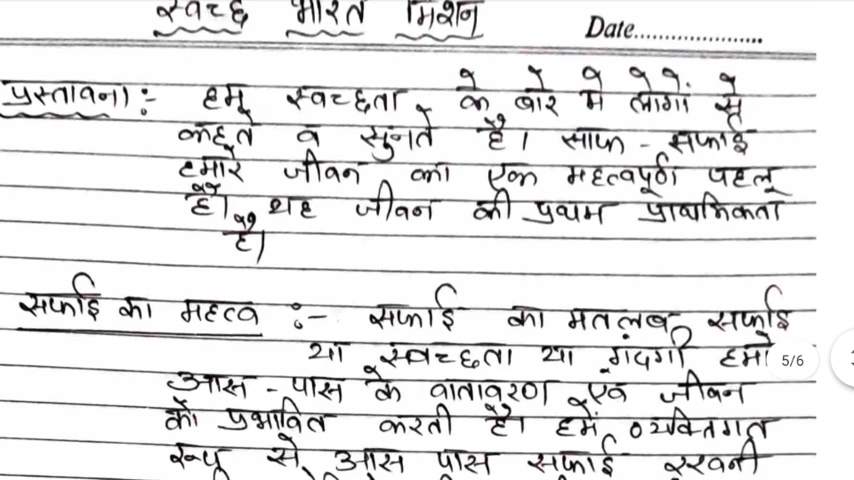 स्वच्छ भारत मिशन
Date.....................
प्रस्तावना :- हम स्वच्छता के बारे में लोगों से
कहते व सुनते है। साफ - सफाई
हमारे जीवन का एक महत्वपूर्ण पहलू
है। यह जीवन की प्रथम प्राथमिकता
है।
सफाई का महत्व :- सफाई का मतलब, सफाई
या स्वच्छता या गंदगी हमारे
5/6
आस - पास के वातावरण एवं जीवन
को प्रभावित करती है। हमें व्यक्तिगत
रूप से आस पास सफाई रखनी